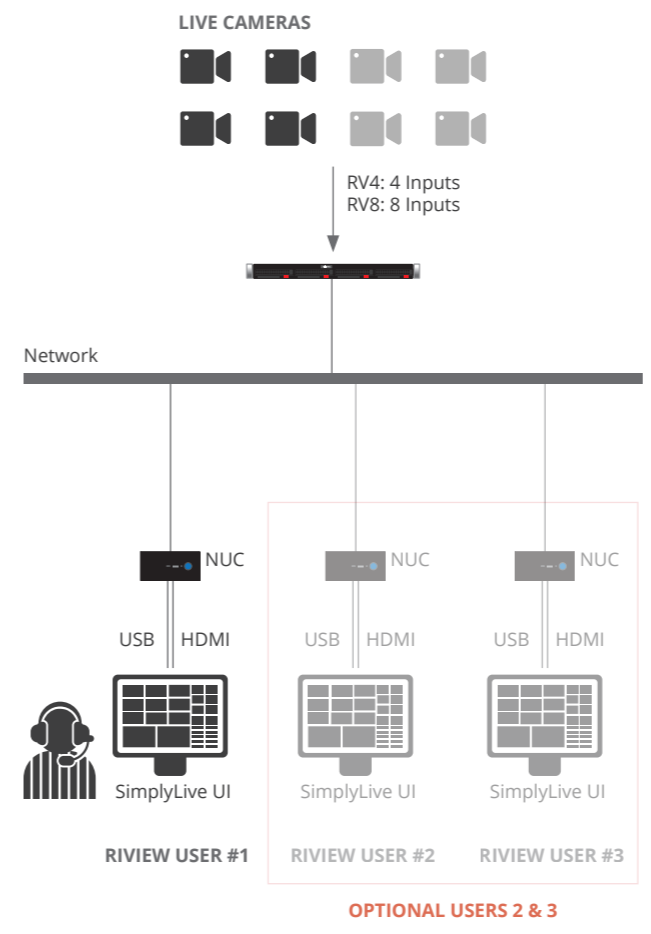 LIVE CAMERAS
RV4: 4 Inputs
RV8: 8 Inputs
Network
NUC
NUC
NUC
USB HDMI
USB HDMI
USB HDMI
SimplyLive UI
SimplyLive UI
SimplyLive UI
RIVIEW USER #1
RIVIEW USER #2
RIVIEW USER #3
OPTIONAL USERS 2 & 3